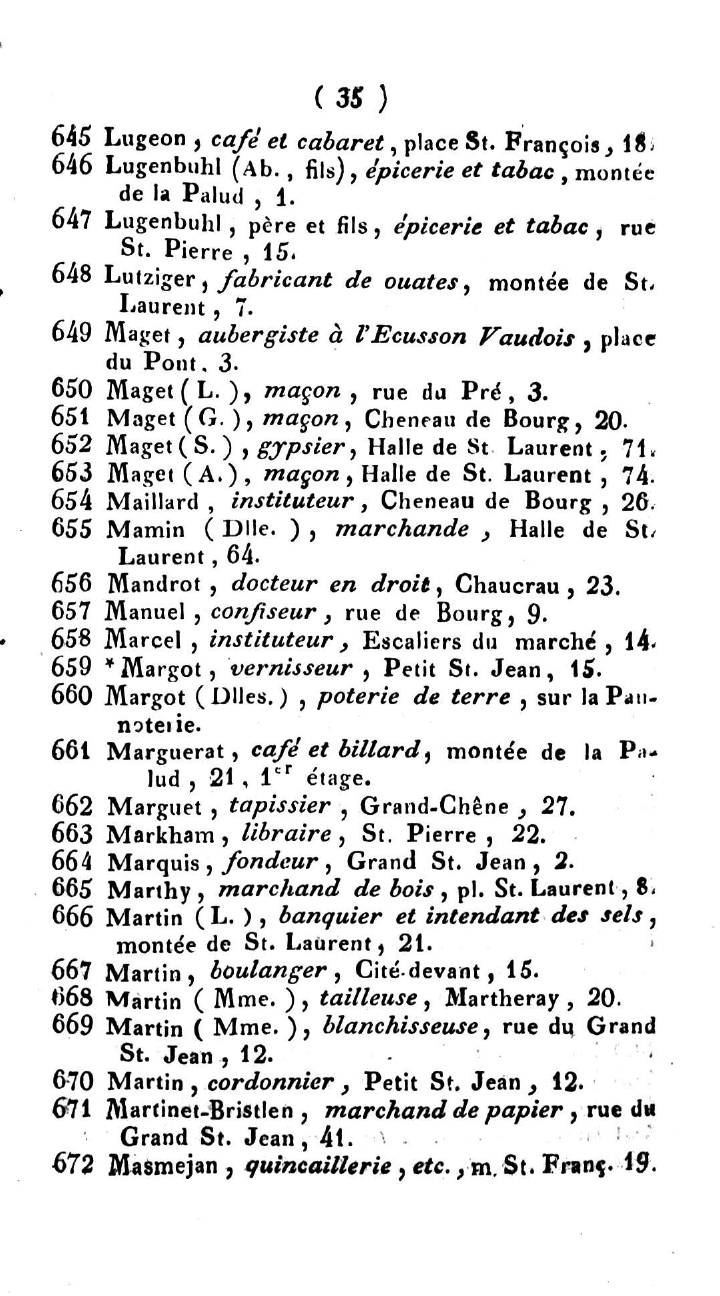 ( 35 )
645 Lugeon , café et cabaret , place St. François , 18.
646 Lugenbuhl (Ab. , fils) , épicerie et tabac , montée
de la Palud , 1.
647 Lugenbuhl , père et fils , épicerie et tabac , rue
St. Pierre , 15.
648 Lutziger , fabricant de ouates , montée de St.
Laurent , 7.
649 Maget , aubergiste à l'Ecusson Vaudois , place
du Pont . 3.
650 Maget ( L. ) , maçon , rue du Pré , 3.
651 Maget ( G. ) , maçon , Cheneau de Bourg , 20.
652 Maget ( S. ) , gypsier , Halle de St. Laurent , 71.
653 Maget ( A. ) , maçon , Halle de St. Laurent , 74.
654 Maillard , instituteur , Cheneau de Bourg , 26.
655 Mamin ( Dlle. ) , marchande , Halle de St.
Laurent , 64.
656 Mandrot , docteur en droit , Chaucrau , 23.
657 Manuel , confiseur , rue de Bourg , 9.
658 Marcel , instituteur , Escaliers du marché , 14.
659 * Margot , vernisseur , Petit St. Jean , 15.
660 Margot ( Dlles. ) , poterie de terre , sur la Pau-
noterie.
661 Marguerat , café et billard , montée de la Pa-
lud , 21 , 1er étage.
662 Marguet , tapissier , Grand-Chêne , 27.
663 Markham , libraire , St. Pierre , 22.
664 Marquis , fondeur , Grand St. Jean , 2.
665 Marthy , marchand de bois , pl. St. Laurent , 8.
666 Martin ( L. ) , banquier et intendant des sels ,
montée de St. Laurent , 21.
667 Martin , boulanger , Cité-devant , 15.
668 Martin ( Mme. ) , tailleuse , Martheray , 20.
669 Martin ( Mme. ) , blanchisseuse , rue du Grand
St. Jean , 12.
670 Martin , cordonnier , Petit St. Jean , 12.
671 Martinet-Bristlen , marchand de papier , rue du
Grand St. Jean , 41.
672 Masmejan , quincaillerie , etc. , m. St. Franç. 19.